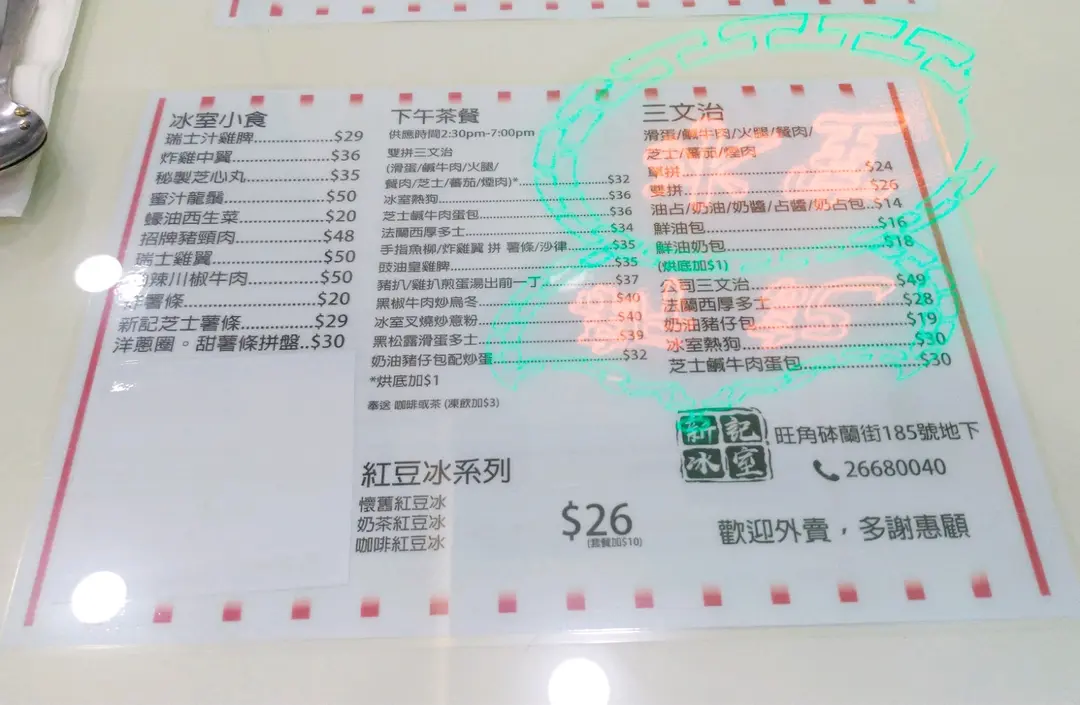 冰室小食
瑞士汁雞脾...............$29
炸雞中翼...............$36
秘製芝心丸...............$35
蜜汁龍鬚...............$50
蠔油西生菜...............$20
招牌豬頸肉...............$48
瑞士雞翼...............$50
辣川椒牛肉...............$50
薯條...............$20
新記芝士薯條...............$29
洋蔥圈。甜薯條拼盤..$30
下午茶餐
供應時間2:30pm-7:00pm
雙拼三文治
(滑蛋/鹹牛肉/火腿/
餐肉/芝士/蕃茄/煙肉)*...............$32
冰室熱狗...............$36
芝士鹹牛肉蛋包...............$36
法蘭西厚多士...............$34
手指魚柳/炸雞翼 拼 薯條/沙律...............$35
豉油皇雞脾...............$35
豬扒/雞扒煎蛋湯出前一丁...............$37
黑椒牛肉炒烏冬...............$40
冰室叉燒炒意粉...............$40
黑松露滑蛋多士...............$39
奶油豬仔包配炒蛋...............$32
*烘底加$1
奉送 咖啡或茶 (凍飲加$3)
三文治
滑蛋/鹹牛肉/火腿/餐肉/
芝士/蕃茄/煙肉
單拼...............$24
雙拼...............$26
油占/奶油/奶醬/占醬/奶占包..$14
鮮油包...............$16
鮮油奶包...............$18
(烘底加$1)
公司三文治...............$49
法蘭西厚多士...............$28
奶油豬仔包...............$19
冰室熱狗...............$30
芝士鹹牛肉蛋包...............$30
紅豆冰系列
懷舊紅豆冰
奶茶紅豆冰
咖啡紅豆冰
$26
(套餐加$10)
新記
冰室
旺角砵蘭街185號地下
26680040
歡迎外賣，多謝惠顧